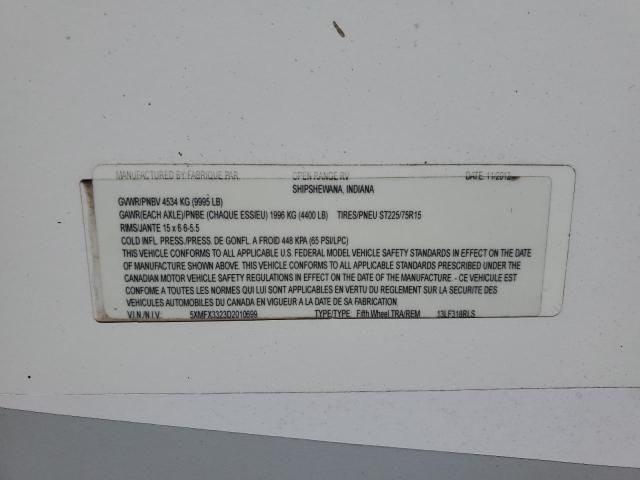 MANUFACTURED BY/FABRIQUE PAR. OPEN RANGE RV DATE: 11/2012
SHIPSHEWANA, INDIANA
GVWR/PNBV 4534 KG (9995 LB)
GAWR(EACH AXLE)/PNBE (CHAQUE ESSIEU) 1996 KG (4400 LB) TIRES/PNEU ST225/75R15
RIMS/JANTE 15 x 6 6-5.5
COLD INFL. PRESS./PRESS. DE GONFL. A FROID 448 KPA (65 PSI/LPC)
THIS VEHICLE CONFORMS TO ALL APPLICABLE U.S. FEDERAL MODEL VEHICLE SAFETY STANDARDS IN EFFECT ON THE DATE
OF MANUFACTURE SHOWN ABOVE. THIS VEHICLE CONFORMS TO ALL APPLICABLE STANDARDS PRESCRIBED UNDER THE
CANADIAN MOTOR VEHICLE SAFETY REGULATIONS IN EFFECT ON THE DATE OF MANUFACTURE - CE VEHICULE EST
CONFOME A TOUTES LES NORMES QUI LUI SONT APPLICABLES EN VERTU DU REGLEMENT SUR LA SECURITE DES
VEHICULES AUTOMOBILES DU CANADA EN VIGUEUR A LA DATE DE SA FABRICATION.
V.I.N./N.I.V: 5XMFX3323D2010699 TYPE/TYPE: Fifth Wheel TRA/REM 13LF318RLS